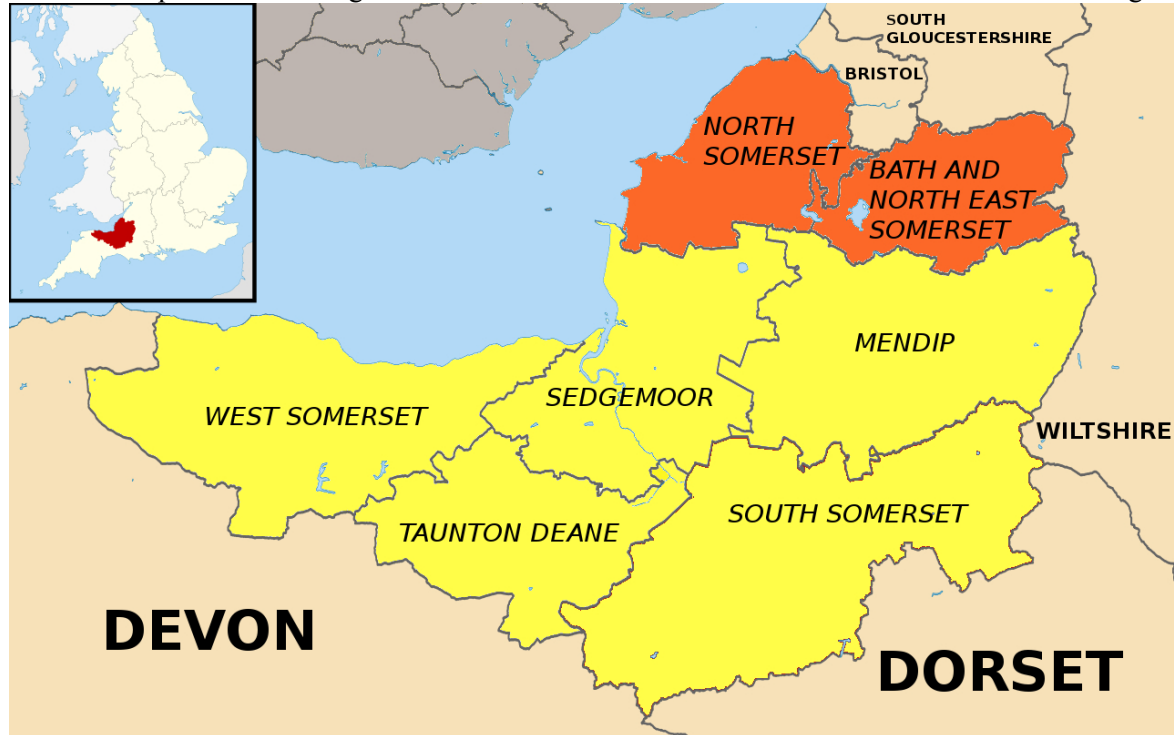 SOUTH
GLOUCESTERSHIRE
BRISTOL
NORTH
SOMERSET
BATH AND
NORTH EAST
SOMERSET
MENDIP
SEDGEMOOR
WEST SOMERSET
WILTSHIRE
SOUTH SOMERSET
TAUNTON DEANE
DEVON
DORSET